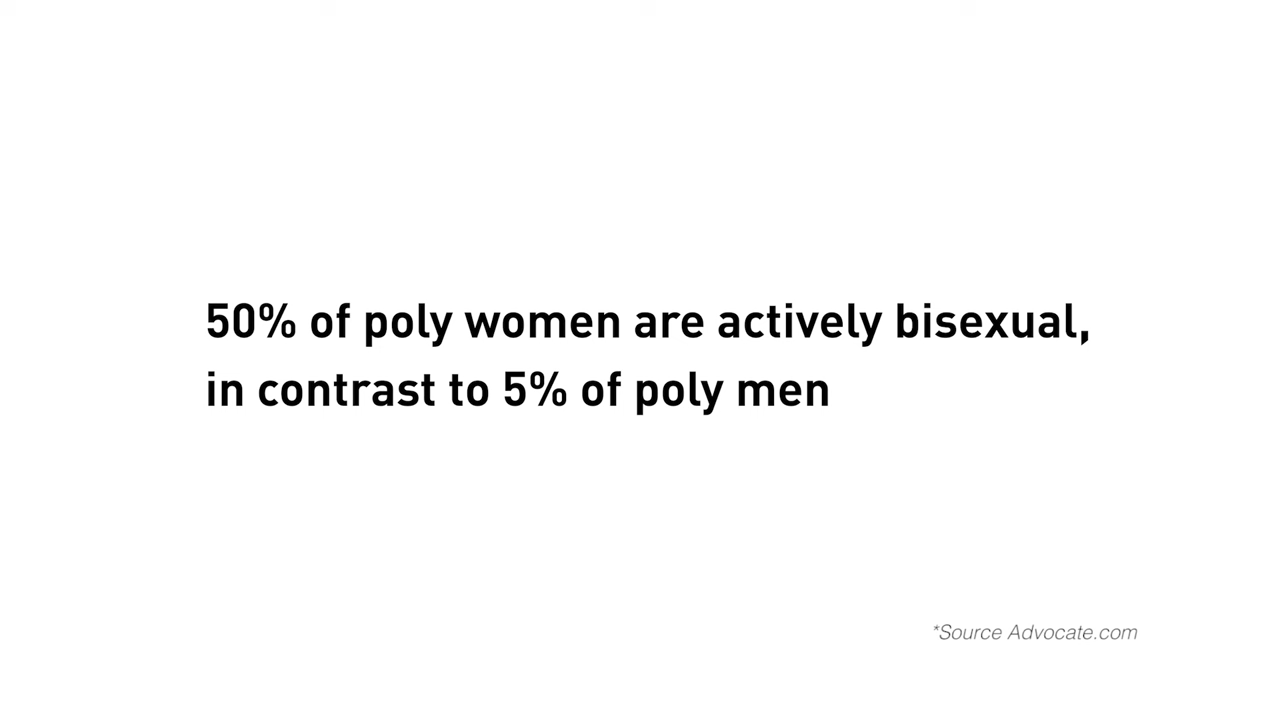 50% of poly women are actively bisexual,
in contrast to 5% of poly men
*Source Advocate.com